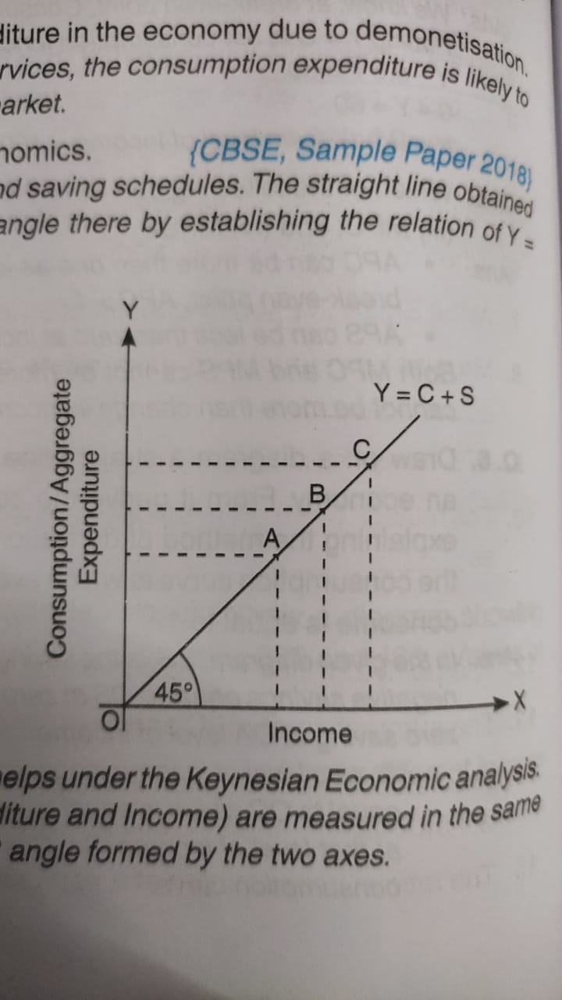 diture in the economy due to demonetisation.
rvices, the consumption expenditure is likely to
arket.
nomics. {CBSE, Sample Paper 2018}
nd saving schedules. The straight line obtained
angle there by establishing the relation of Y =
Y
Consumption/Aggregate
Expenditure
Y = C + S
C
B
A
45°
O
X
Income
elps under the Keynesian Economic analysis.
diture and Income) are measured in the same
angle formed by the two axes.